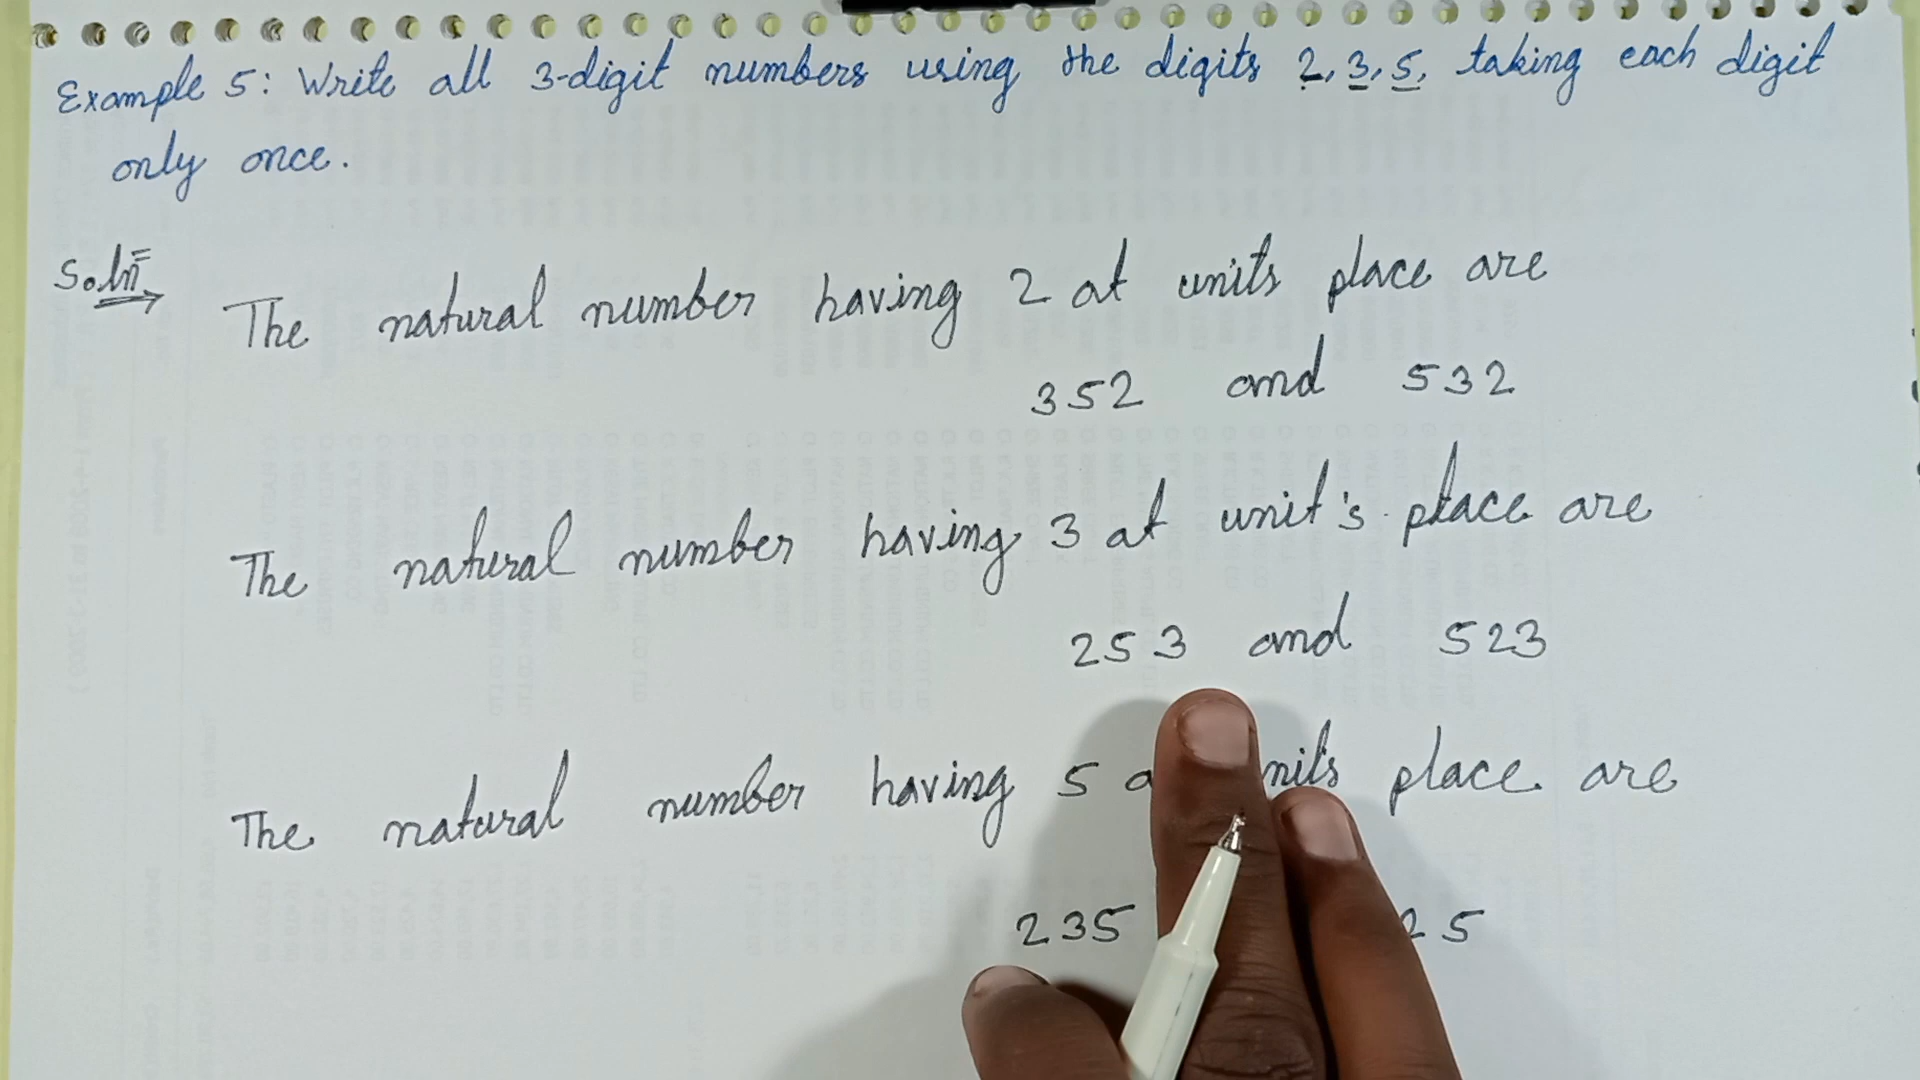 Example 5: Write all 3-digit numbers using the digits 2, 3, 5, taking each digit
only once.
Soln
The natural number having 2 at units place are
352 and 532
The natural number having 3 at unit's place are
253 and 523
The natural number having 5 place are
235 25